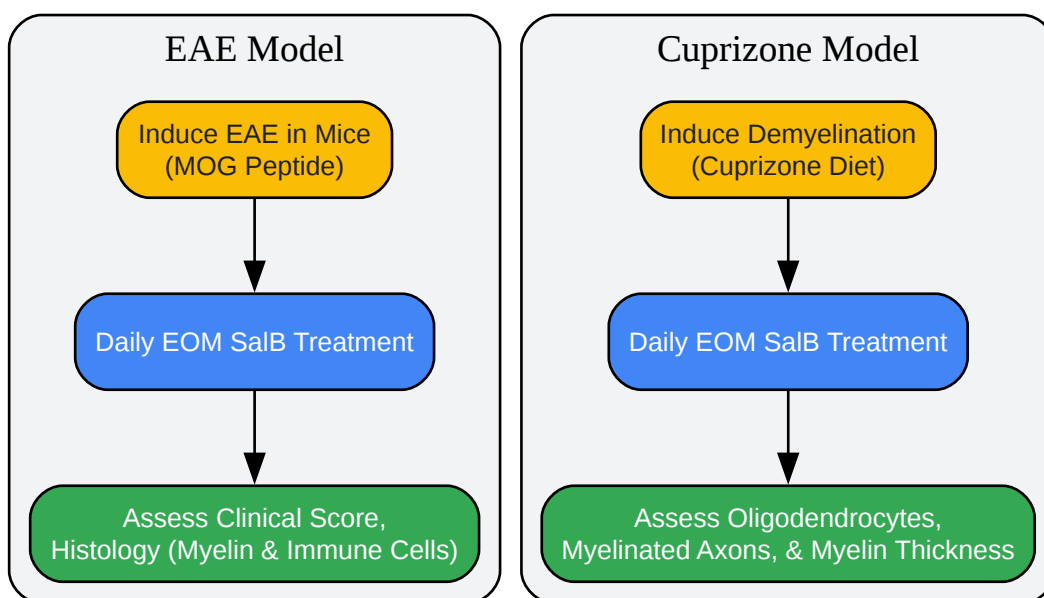 EAE Model
Induce EAE in Mice
(MOG Peptide)
Daily EOM SalB Treatment
Assess Clinical Score,
Histology (Myelin & Immune Cells)
Cuprizone Model
Induce Demyelination
(Cuprizone Diet)
Daily EOM SalB Treatment
Assess Oligodendrocytes,
Myelinated Axons, & Myelin Thickness